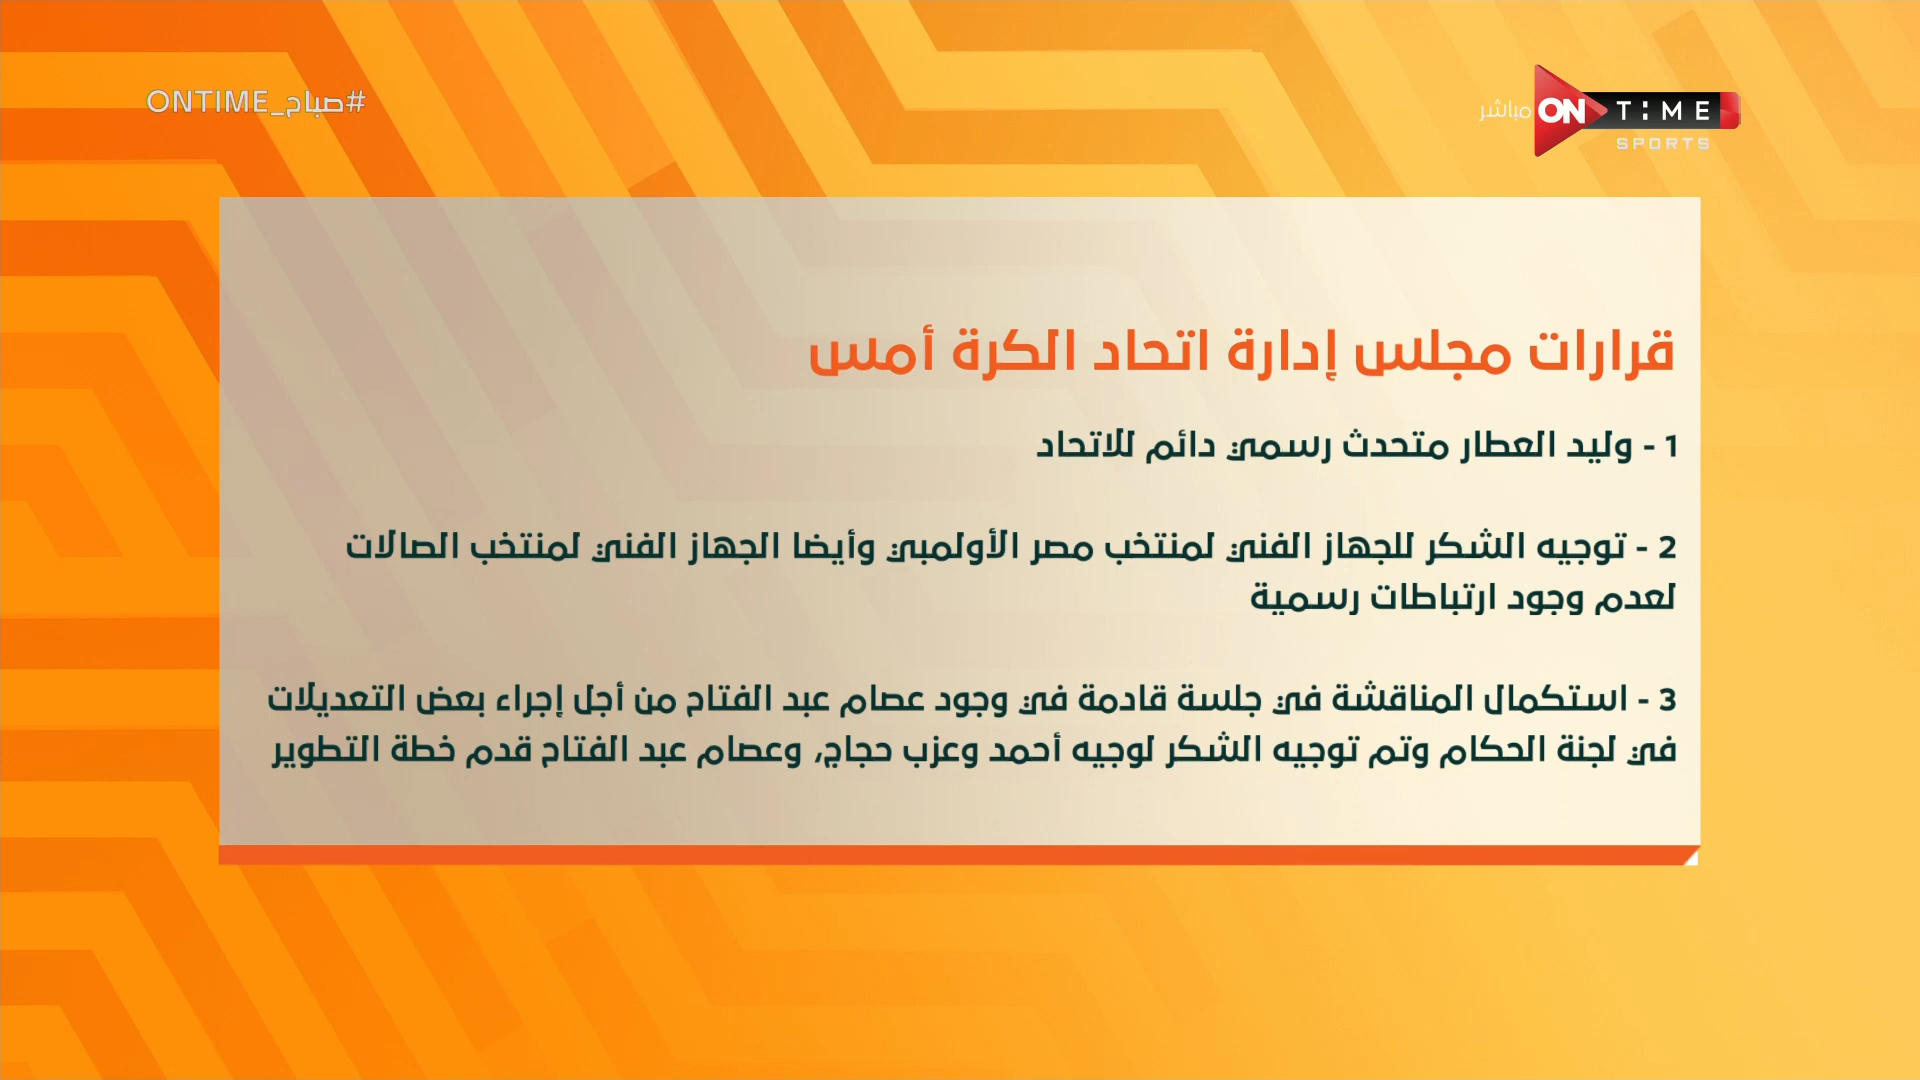 #صباح_ONTIME
مباشر ON TIME
SPORTS
قرارات مجلس إدارة اتحاد الكرة أمس
1 - وليد العطار متحدث رسمي دائم للاتحاد
2 - توجيه الشكر للجهاز الفني لمنتخب مصر الأولمبي وأيضا الجهاز الفني لمنتخب الصالات
لعدم وجود ارتباطات رسمية
3 - استكمال المناقشة في جلسة قادمة في وجود عصام عبد الفتاح من أجل إجراء بعض التعديلات
في لجنة الحكام وتم توجيه الشكر لوجيه أحمد وعزب حجاج، وعصام عبد الفتاح قدم خطة التطوير